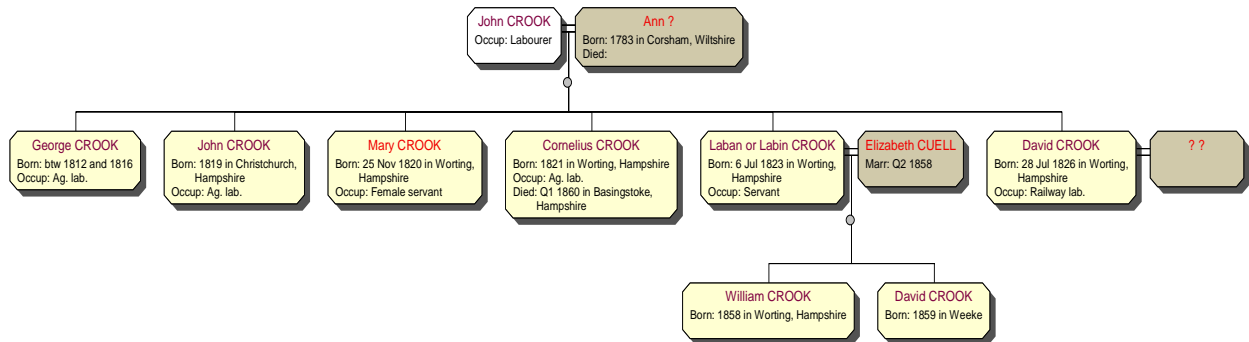 John CROOK
Occup: Labourer
Ann ?
Born: 1783 in Corsham, Wiltshire
Died:
George CROOK
Born: btw 1812 and 1816
Occup: Ag. lab.
John CROOK
Born: 1819 in Christchurch,
Hampshire
Occup: Ag. lab.
Mary CROOK
Born: 25 Nov 1820 in Worting,
Hampshire
Occup: Female servant
Cornelius CROOK
Born: 1821 in Worting, Hampshire
Occup: Ag. lab.
Died: Q1 1860 in Basingstoke,
Hampshire
Laban or Labin CROOK
Born: 6 Jul 1823 in Worting,
Hampshire
Occup: Servant
Elizabeth CUELL
Marr: Q2 1858
David CROOK
Born: 28 Jul 1826 in Worting,
Hampshire
Occup: Railway lab.
? ?
William CROOK
Born: 1858 in Worting, Hampshire
David CROOK
Born: 1859 in Weeke